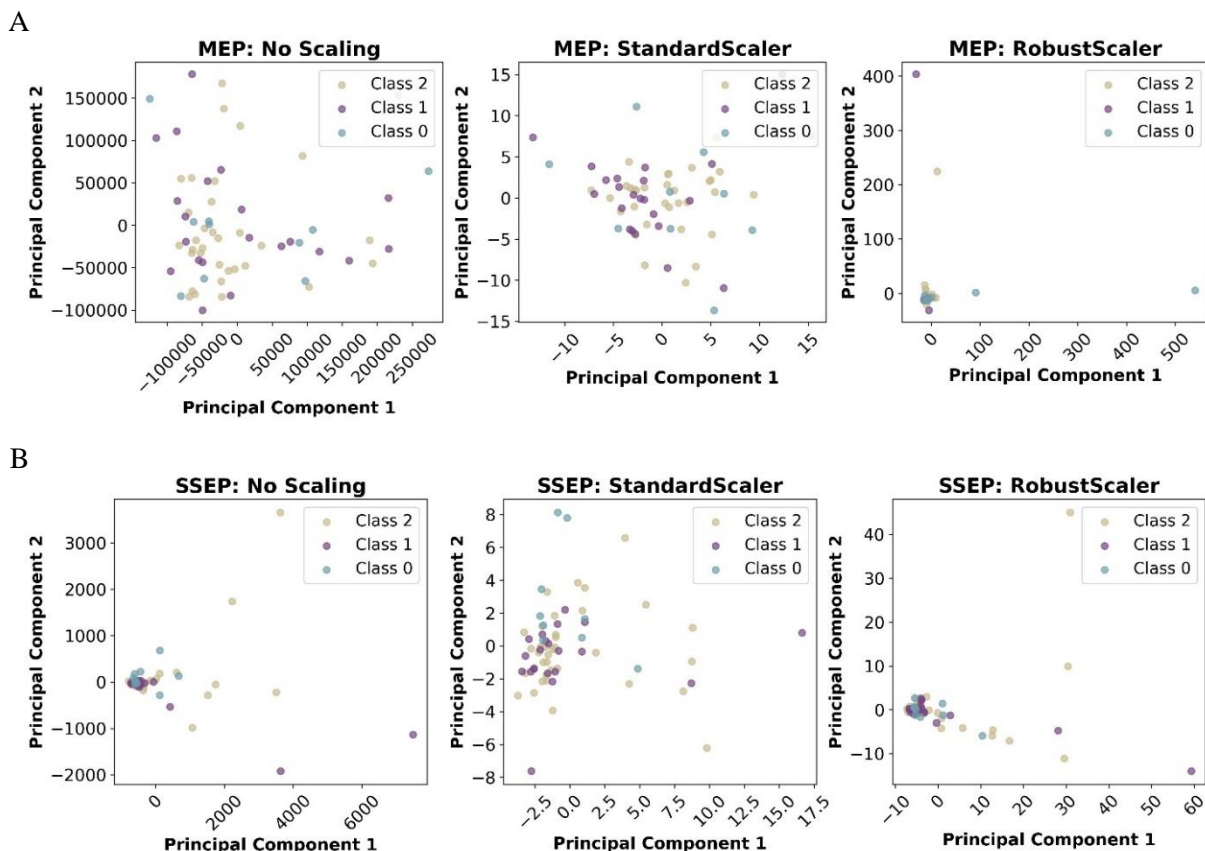 A
MEP: No Scaling
Principal Component 2
150000
100000
50000
0
−50000
−100000
Class 2
Class 1
Class 0
−100000
−50000
0
50000
100000
150000
200000
250000
Principal Component 1
MEP: StandardScaler
Principal Component 2
15
10
5
0
−5
−10
−15
Class 2
Class 1
Class 0
−10
−5
0
5
10
15
Principal Component 1
MEP: RobustScaler
Principal Component 2
400
300
200
100
0
Class 2
Class 1
Class 0
0
100
200
300
400
500
Principal Component 1
B
SSEP: No Scaling
Principal Component 2
3000
2000
1000
0
−1000
−2000
Class 2
Class 1
Class 0
0
2000
4000
6000
Principal Component 1
SSEP: StandardScaler
Principal Component 2
8
6
4
2
0
−2
−4
−6
−8
Class 2
Class 1
Class 0
−2.5
0.0
2.5
5.0
7.5
10.0
12.5
15.0
17.5
Principal Component 1
SSEP: RobustScaler
Principal Component 2
40
30
20
10
0
−10
Class 2
Class 1
Class 0
−10
0
10
20
30
40
50
60
Principal Component 1